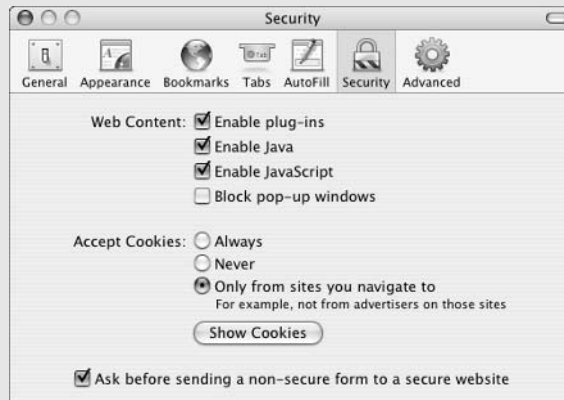 Security
General Appearance Bookmarks Tabs AutoFill Security Advanced
Web Content: Enable plug-ins
Enable Java
Enable JavaScript
Block pop-up windows
Accept Cookies: Always
Never
Only from sites you navigate to
For example, not from advertisers on those sites
Show Cookies
Ask before sending a non-secure form to a secure website